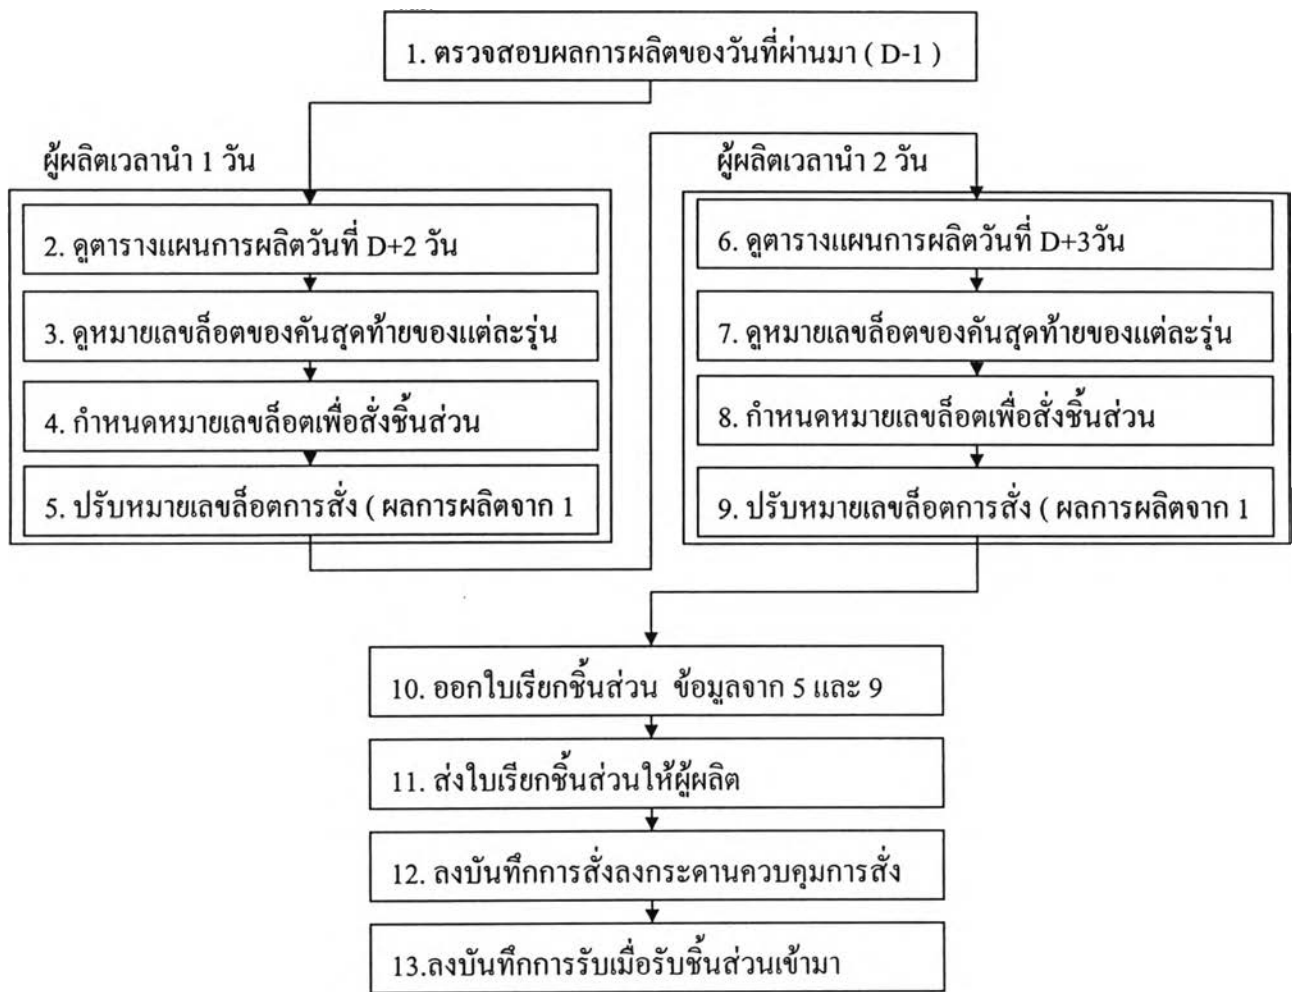 1. ตรวจสอบผลการผลิตของวันที่ผ่านมา ( D-1 )
ผู้ผลิตเวลานำ 1 วัน
2. ดูตารางแผนการผลิตวันที่ D+2 วัน
3. ดูหมายเลขล็อตของคันสุดท้ายของแต่ละรุ่น
4. กำหนดหมายเลขล็อตเพื่อสั่งชิ้นส่วน
5. ปรับหมายเลขล็อตการสั่ง ( ผลการผลิตจาก 1
ผู้ผลิตเวลานำ 2 วัน
6. ดูตารางแผนการผลิตวันที่ D+3วัน
7. ดูหมายเลขล็อตของคันสุดท้ายของแต่ละรุ่น
8. กำหนดหมายเลขล็อตเพื่อสั่งชิ้นส่วน
9. ปรับหมายเลขล็อตการสั่ง ( ผลการผลิตจาก 1
10. ออกใบเรียกชิ้นส่วน ข้อมูลจาก 5 และ 9
11. ส่งใบเรียกชิ้นส่วนให้ผู้ผลิต
12. ลงบันทึกการสั่งลงกระดานควบคุมการสั่ง
13.ลงบันทึกการรับเมื่อรับชิ้นส่วนเข้ามา